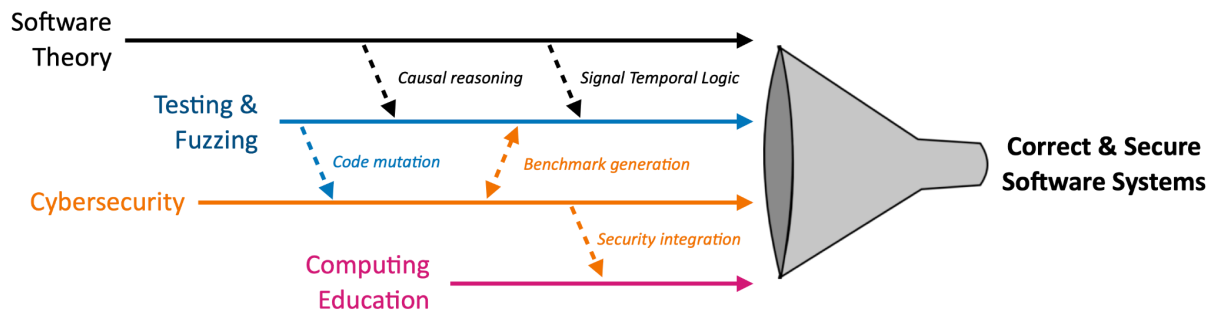 Software
Theory
Causal reasoning
Signal Temporal Logic
Testing &
Fuzzing
Code mutation
Benchmark generation
Correct & Secure
Software Systems
Cybersecurity
Security integration
Computing
Education